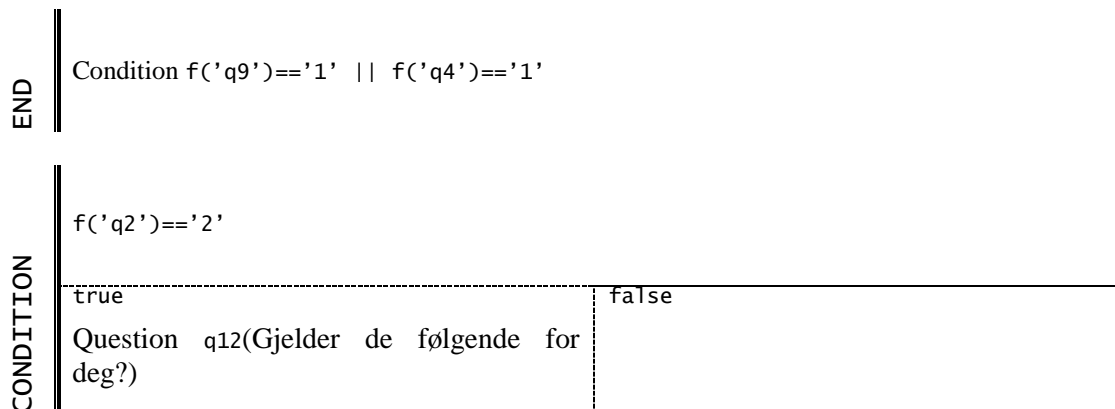 END
Condition f('q9')=='1' || f('q4')=='1'
CONDITION
f('q2')=='2'
true
false
Question q12(Gjelder de følgende for
deg?)